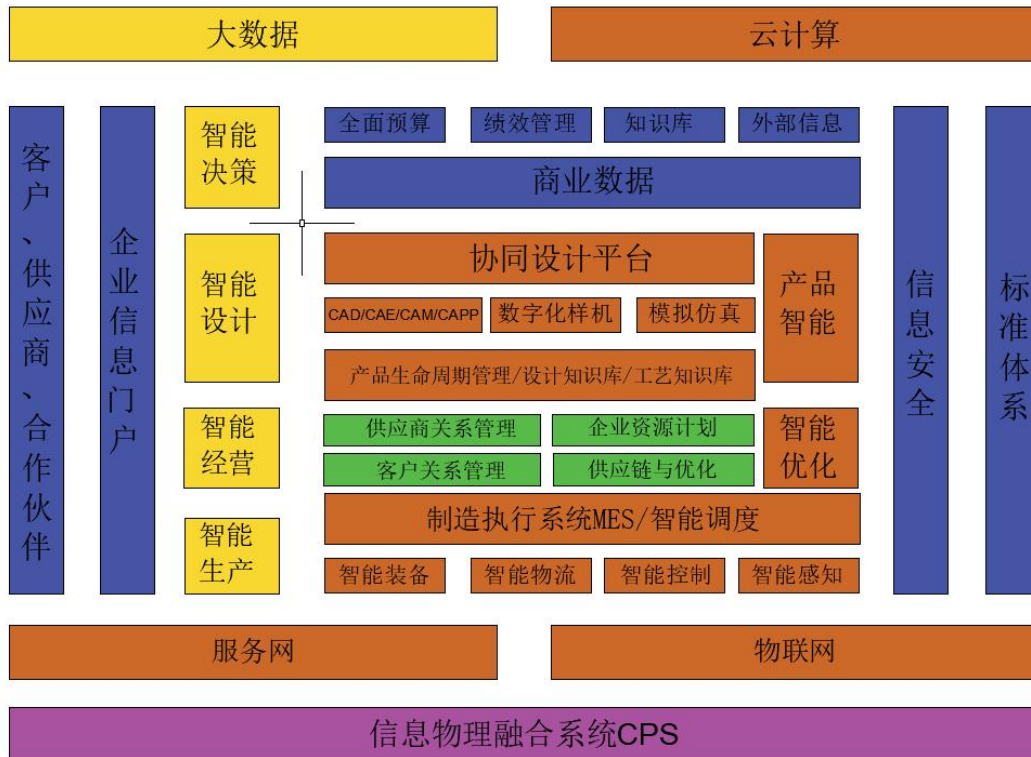 大数据
云计算
客户、供应商、合作伙伴
企业信息门户
智能
决策
全面预算
绩效管理
知识库
外部信息
商业数据
智能
设计
协同设计平台
CAD/CAE/CAM/CAPP
数字化样机
模拟仿真
产品生命周期管理/设计知识库/工艺知识库
产品
智能
智能
经营
供应商关系管理
企业资源计划
客户关系管理
供应链与优化
智能
优化
智能
生产
制造执行系统MES/智能调度
智能装备
智能物流
智能控制
智能感知
信息安全
标准体系
服务网
物联网
信息物理融合系统CPS